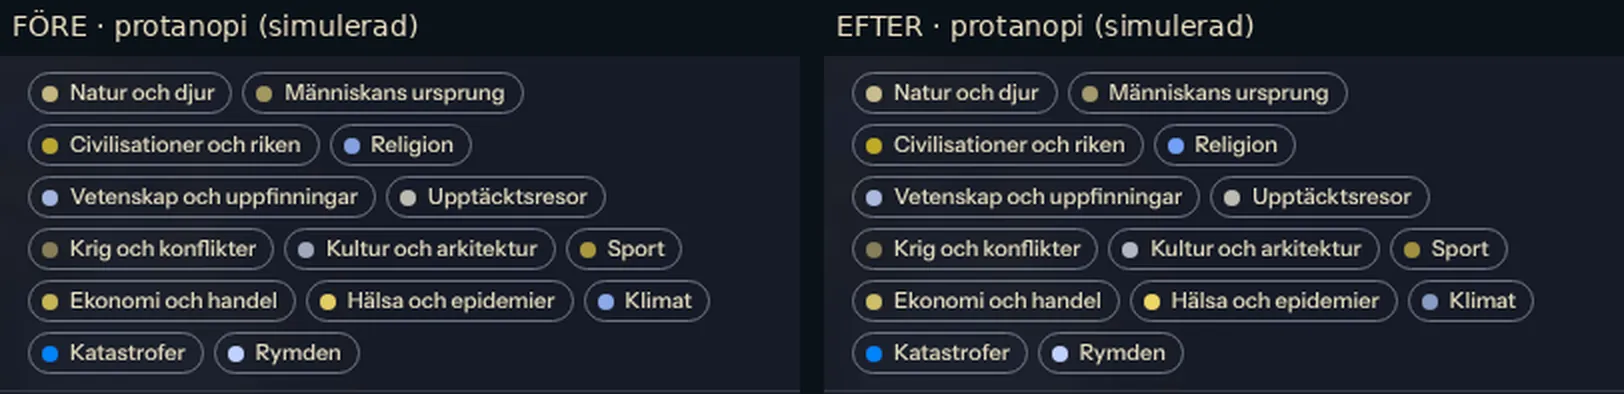 FÖRE · protanopi (simulerad)
Natur och djur Människans ursprung
Civilisationer och riken Religion
Vetenskap och uppfinningar Upptäcktsresor
Krig och konflikter Kultur och arkitektur Sport
Ekonomi och handel Hälsa och epidemier Klimat
Katastrofer Rymden
EFTER · protanopi (simulerad)
Natur och djur Människans ursprung
Civilisationer och riken Religion
Vetenskap och uppfinningar Upptäcktsresor
Krig och konflikter Kultur och arkitektur Sport
Ekonomi och handel Hälsa och epidemier Klimat
Katastrofer Rymden